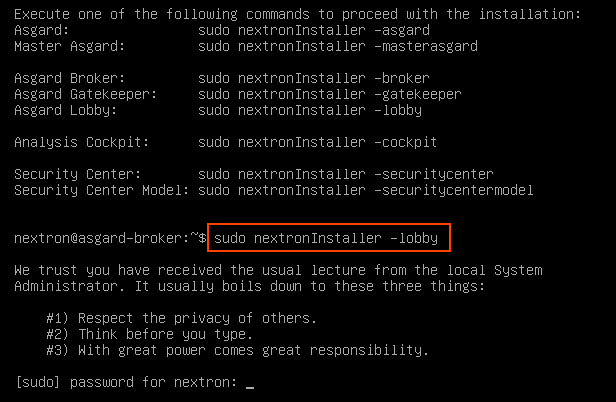 Execute one of the following commands to proceed with the installation:
Asgard: sudo nextronInstaller -asgard
Master Asgard: sudo nextronInstaller -masterasgard
Asgard Broker: sudo nextronInstaller -broker
Asgard Gatekeeper: sudo nextronInstaller -gatekeeper
Asgard Lobby: sudo nextronInstaller -lobby
Analysis Cockpit: sudo nextronInstaller -cockpit
Security Center: sudo nextronInstaller -securitycenter
Security Center Model: sudo nextronInstaller -securitycentermodel
nextron@asgard-broker:~$ sudo nextronInstaller -lobby
We trust you have received the usual lecture from the local System
Administrator. It usually boils down to these three things:
#1) Respect the privacy of others.
#2) Think before you type.
#3) With great power comes great responsibility.
[sudo] password for nextron: _